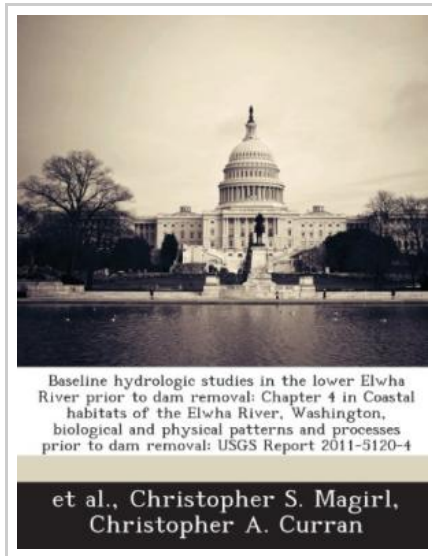 Baseline hydrologic studies in the lower Elwha
River prior to dam removal: Chapter 4 in Coastal
habitats of the Elwha River, Washington,
biological and physical patterns and processes
prior to dam removal: USGS Report 2011-5120-4
et al., Christopher S. Magirl,
Christopher A. Curran